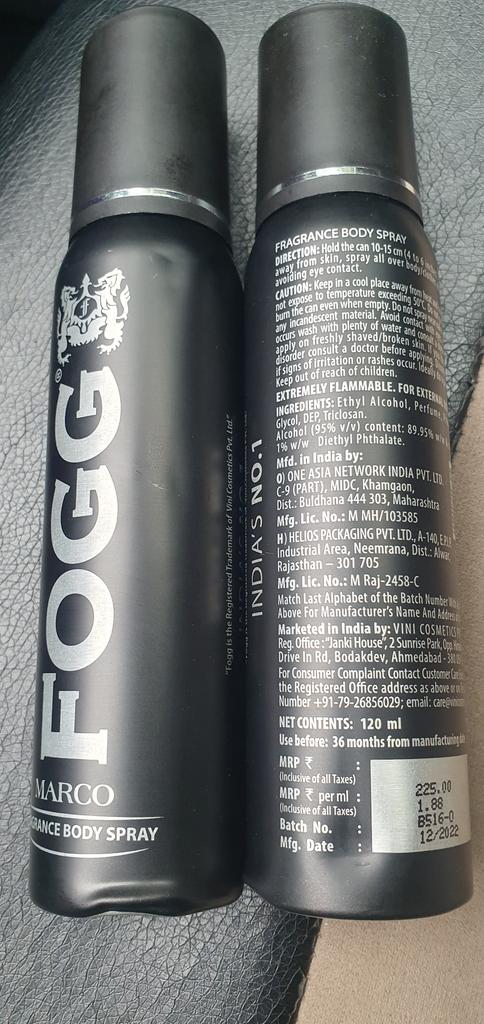 FOGG
®
MARCO
GRANCE BODY SPRAY
"Fogg is the Registered Trademark of Vini Cosmetics Pvt. Ltd."
INDIA'S NO.1
FRAGRANCE BODY SPRAY
DIRECTION: Hold the can 10-15 cm (4 to 6
away from skin, spray all over body/
avoiding eye contact.
CAUTION: Keep in a cool place away from
not expose to temperature exceeding 50°C
burn the can even when empty. Do not spray
any incandescent material. Avoid contact
occurs wash with plenty of water and
apply on freshly shaved/broken skin. If
disorder consult a doctor before applying
if signs of irritation or rashes occur.
Keep out of reach of children.
EXTREMELY FLAMMABLE. FOR EXTERNAL
INGREDIENTS: Ethyl Alcohol, Perfume,
Glycol, DEP, Triclosan.
Alcohol (95% v/v) content: 89.95% w/w
1% w/w Diethyl Phthalate.
Mfd. in India by:
O) ONE ASIA NETWORK INDIA PVT. LTD.
C-9 (PART), MIDC, Khamgaon,
Dist.: Buldhana 444 303, Maharashtra
Mfg. Lic. No.: M MH/103585
H) HELIOS PACKAGING PVT. LTD., A-140, E.P.I.P
Industrial Area, Neemrana, Dist.: Alwar,
Rajasthan – 301 705
Mfg. Lic. No.: M Raj-2458-C
Match Last Alphabet of the Batch Number With
Above For Manufacturer's Name And Address
Marketed in India by: VINI COSMETICS
Reg. Office : "Janki House", 2 Sunrise Park, Opp.
Drive In Rd, Bodakdev, Ahmedabad - 380
For Consumer Complaint Contact Customer Care
the Registered Office address as above or
Number +91-79-26856029; email: care@
NET CONTENTS: 120 ml
Use before: 36 months from manufacturing
MRP ₹ : 225.00
(Inclusive of all Taxes)
MRP ₹ per ml : 1.88
(Inclusive of all Taxes)
Batch No. : B516-O
Mfg. Date : 12/2022